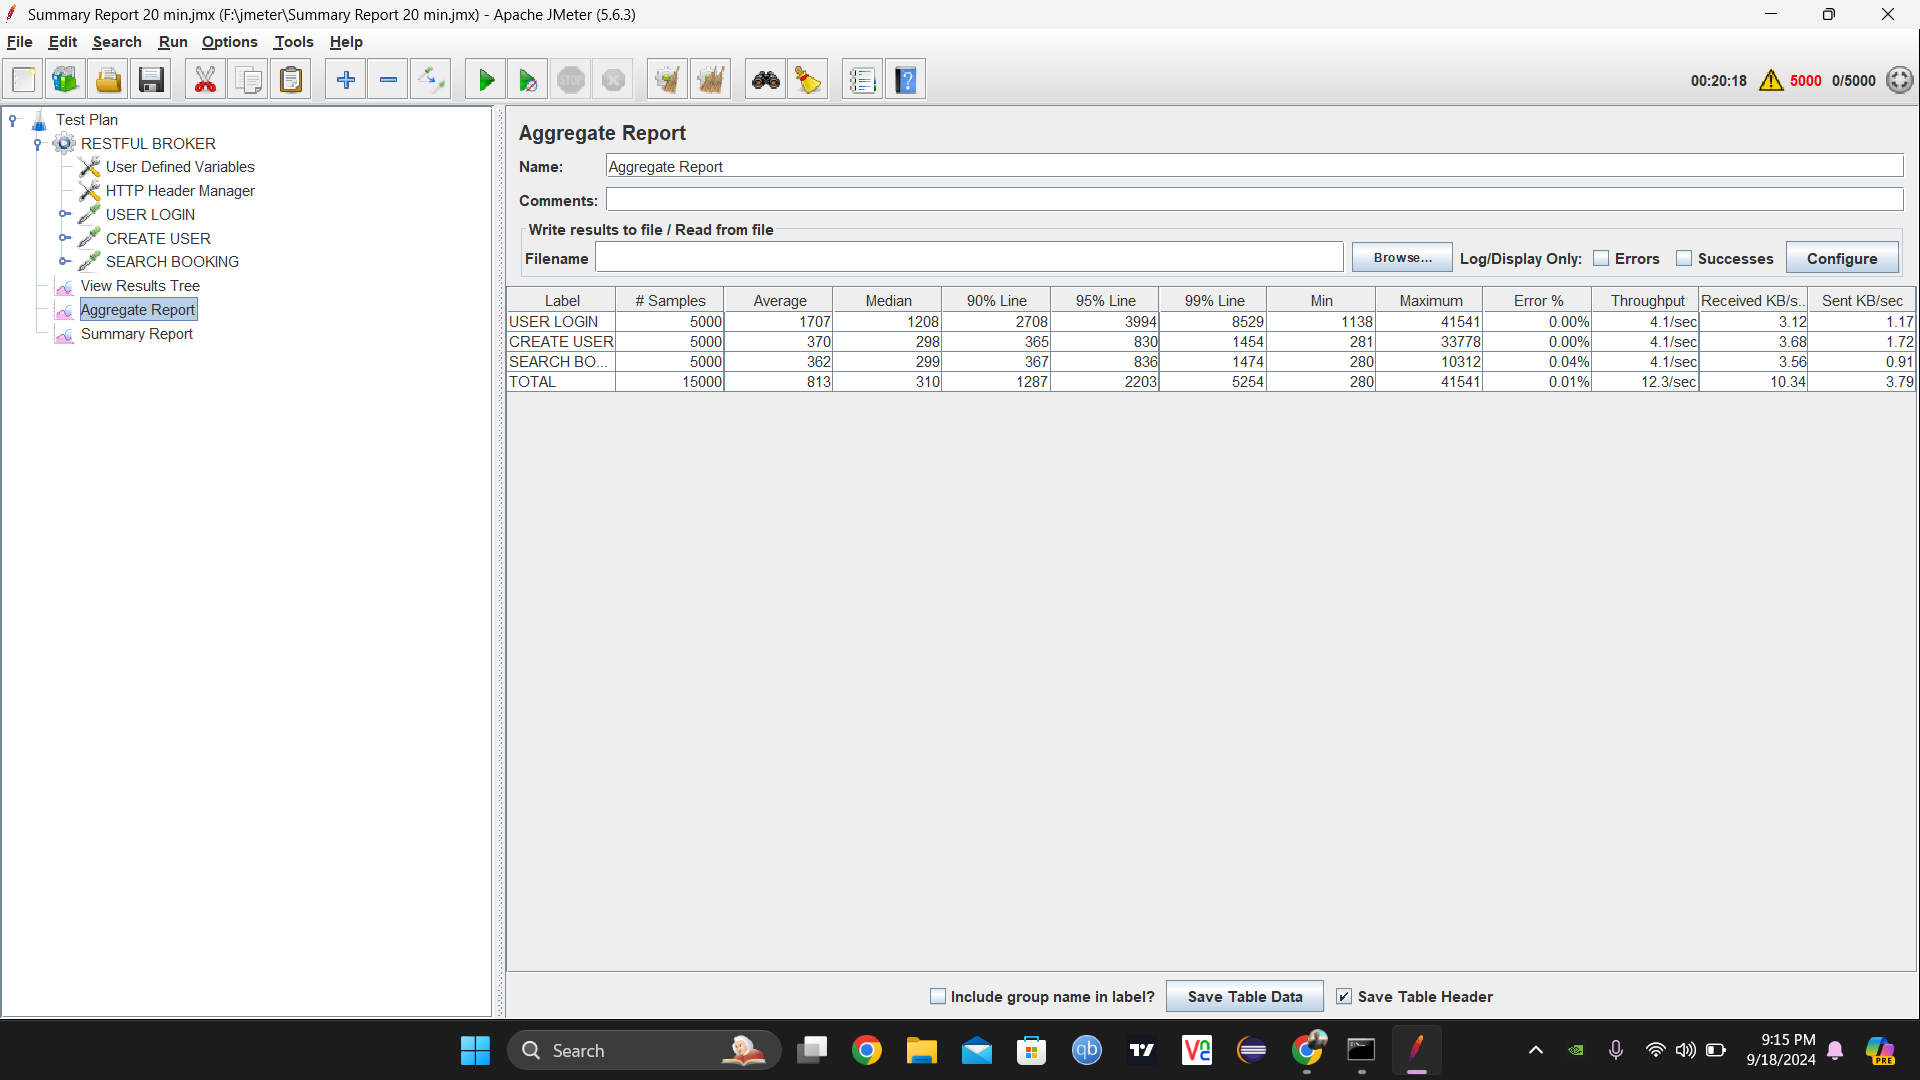 Summary Report 20 min.jmx (F:\jmeter\Summary Report 20 min.jmx) - Apache JMeter (5.6.3)
File Edit Search Run Options Tools Help
STOP
00:20:18 5000 0/5000
Test Plan
RESTFUL BROKER
User Defined Variables
HTTP Header Manager
USER LOGIN
CREATE USER
SEARCH BOOKING
View Results Tree
Aggregate Report
Summary Report
Aggregate Report
Name: Aggregate Report
Comments:
Write results to file / Read from file
Filename Browse... Log/Display Only: Errors Successes Configure
Label # Samples Average Median 90% Line 95% Line 99% Line Min Maximum Error % Throughput Received KB/s... Sent KB/sec
USER LOGIN 5000 1707 1208 2708 3994 8529 1138 41541 0.00% 4.1/sec 3.12 1.17
CREATE USER 5000 370 298 365 830 1454 281 33778 0.00% 4.1/sec 3.68 1.72
SEARCH BO... 5000 362 299 367 836 1474 280 10312 0.04% 4.1/sec 3.56 0.91
TOTAL 15000 813 310 1287 2203 5254 280 41541 0.01% 12.3/sec 10.34 3.79
Include group name in label? Save Table Data Save Table Header
Search
qb
VNC
9:15 PM
9/18/2024
PRE